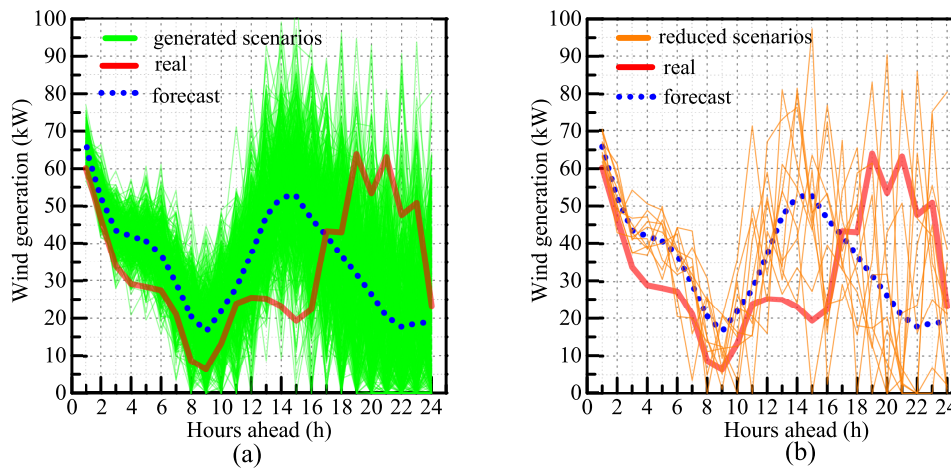 100
90
80
70
60
50
40
30
20
10
0
Wind generation (kW)
generated scenarios
real
forecast
0 2 4 6 8 10 12 14 16 18 20 22 24
Hours ahead (h)
(a)
100
90
80
70
60
50
40
30
20
10
0
Wind generation (kW)
reduced scenarios
real
forecast
0 2 4 6 8 10 12 14 16 18 20 22 24
Hours ahead (h)
(b)